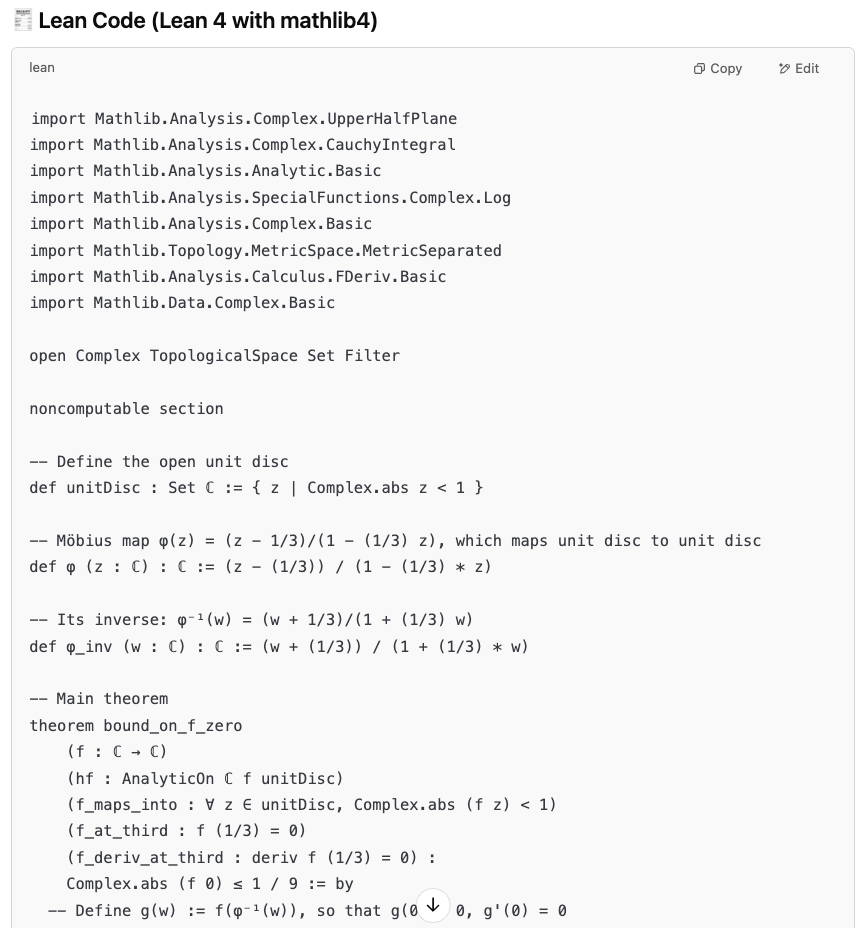 Lean Code (Lean 4 with mathlib4)
lean
Copy
Edit
import Mathlib.Analysis.Complex.UpperHalfPlane
import Mathlib.Analysis.Complex.CauchyIntegral
import Mathlib.Analysis.Analytic.Basic
import Mathlib.Analysis.SpecialFunctions.Complex.Log
import Mathlib.Analysis.Complex.Basic
import Mathlib.Topology.MetricSpace.MetricSeparated
import Mathlib.Analysis.Calculus.FDeriv.Basic
import Mathlib.Data.Complex.Basic
open Complex TopologicalSpace Set Filter
noncomputable section
-- Define the open unit disc
def unitDisc : Set ℂ := { z | Complex.abs z < 1 }
-- Möbius map φ(z) = (z - 1/3)/(1 - (1/3) z), which maps unit disc to unit disc
def φ (z : ℂ) : ℂ := (z - (1/3)) / (1 - (1/3) * z)
-- Its inverse: φ⁻¹(w) = (w + 1/3)/(1 + (1/3) w)
def φ_inv (w : ℂ) : ℂ := (w + (1/3)) / (1 + (1/3) * w)
-- Main theorem
theorem bound_on_f_zero
(f : ℂ → ℂ)
(hf : AnalyticOn ℂ f unitDisc)
(f_maps_into : ∀ z ∈ unitDisc, Complex.abs (f z) < 1)
(f_at_third : f (1/3) = 0)
(f_deriv_at_third : deriv f (1/3) = 0) :
Complex.abs (f 0) ≤ 1 / 9 := by
-- Define g(w) := f(φ⁻¹(w)), so that g(0 0, g'(0) = 0